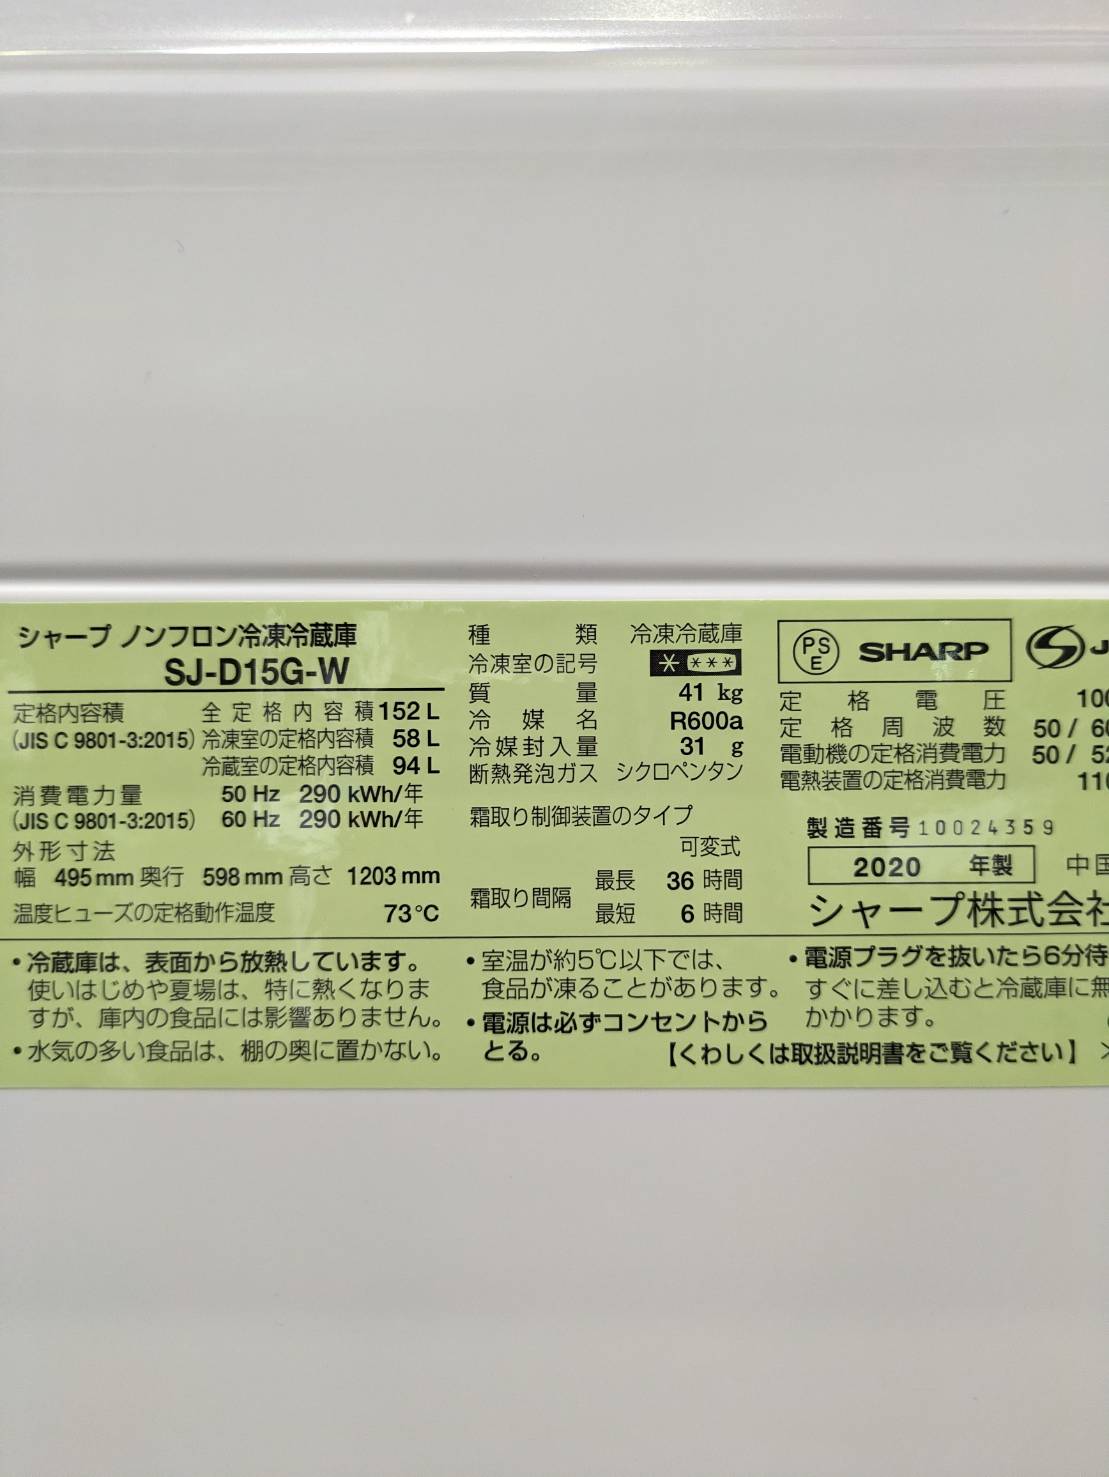 シャープ ノンフロン冷凍冷蔵庫
SJ-D15G-W
定格内容積 全定格内容積 152 L
(JIS C 9801-3:2015) 冷凍室の定格内容積 58 L
冷蔵室の定格内容積 94 L
消費電力量 50 Hz 290 kWh/年
(JIS C 9801-3:2015) 60 Hz 290 kWh/年
外形寸法
幅 495 mm 奥行 598 mm 高さ 1203 mm
温度ヒューズの定格動作温度 73℃
種類 冷凍冷蔵庫
冷凍室の記号
質量 41 kg
冷媒名 R600a
冷媒封入量 31 g
断熱発泡ガス シクロペンタン
霜取り制御装置のタイプ
可変式
霜取り間隔 最長 36 時間
最短 6 時間
PSE SHARP
定格電圧 100
定格周波数 50 /
電動機の定格消費電力 50 /
電熱装置の定格消費電力
製造番号 10024359
2020 年製 中国
シャープ株式会社
・冷蔵庫は、表面から放熱しています。
使いはじめや夏場は、特に熱くなりま
すが、庫内の食品には影響ありません。
・水気の多い食品は、棚の奥に置かない。
・室温が約5℃以下では、
食品が凍ることがあります。
・電源は必ずコンセントから
とる。
・電源プラグを抜いたら6分待
すぐに差し込むと冷蔵庫に無
かかります。
【くわしくは取扱説明書をご覧ください】